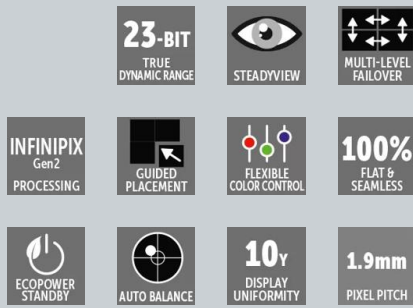 23-BIT
TRUE
DYNAMIC RANGE
STEADYVIEW
MULTI-LEVEL
FAILOVER
INFINIPIX
Gen2
PROCESSING
GUIDED
PLACEMENT
FLEXIBLE
COLOR CONTROL
100%
FLAT &
SEAMLESS
ECOPOWER
STANDBY
AUTO BALANCE
10Y
DISPLAY
UNIFORMITY
1.9mm
PIXEL PITCH